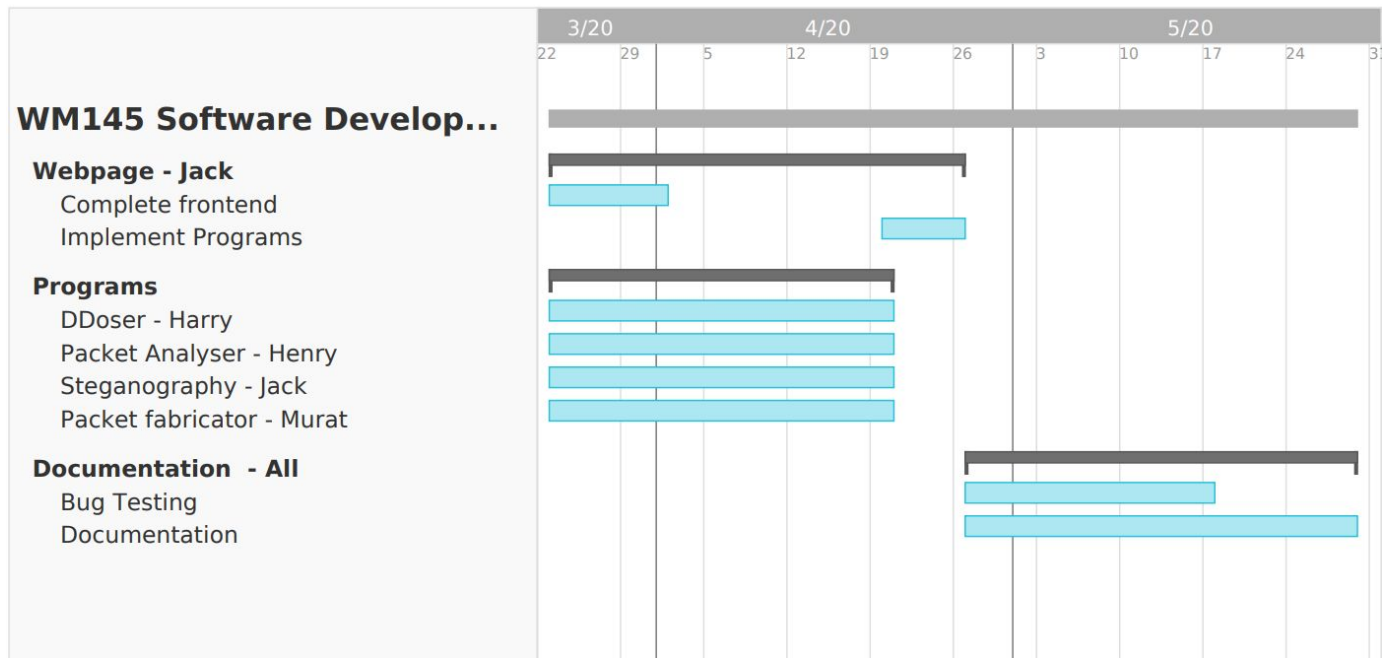 3/20 4/20 5/20
22 29 5 12 19 26 3 10 17 24 31
WM145 Software Develop...
Webpage - Jack
Complete frontend
Implement Programs
Programs
DDoser - Harry
Packet Analyser - Henry
Steganography - Jack
Packet fabricator - Murat
Documentation - All
Bug Testing
Documentation